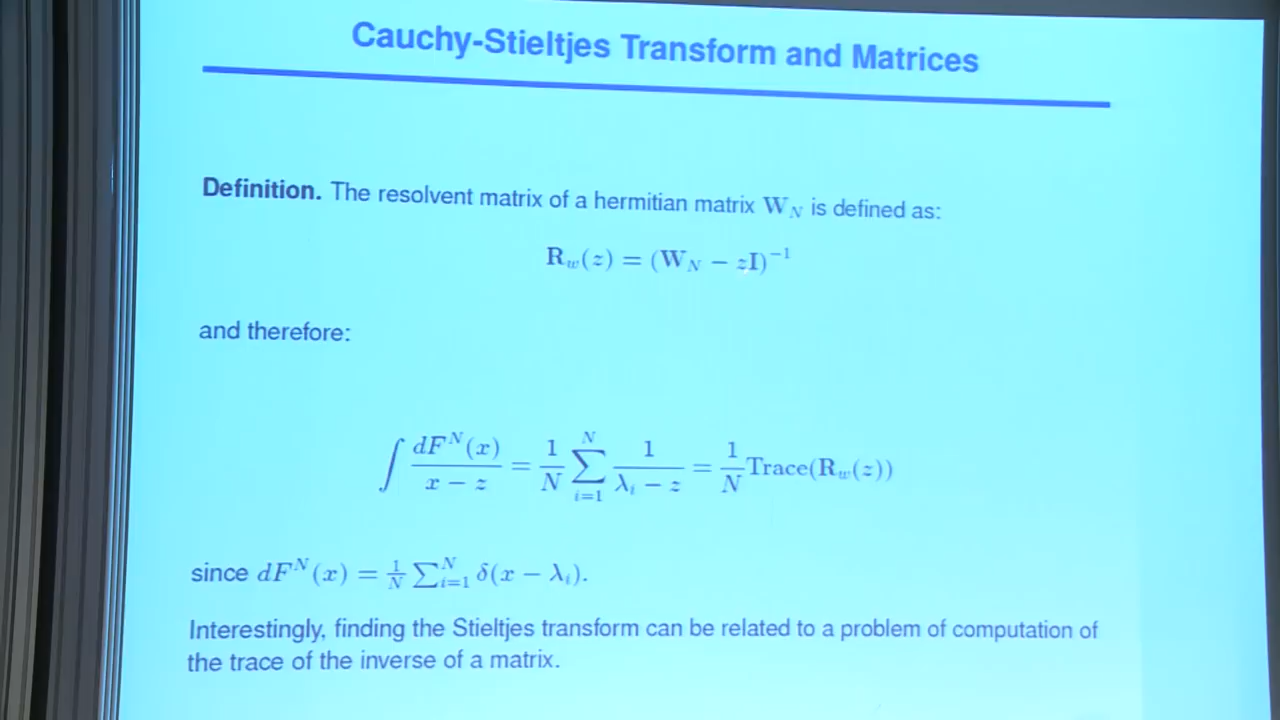 Cauchy-Stieltjes Transform and Matrices
Definition. The resolvent matrix of a hermitian matrix W_N is defined as:
R_w(z) = (W_N − zI)^{−1}
and therefore:
∫ dF^N(x)/(x − z) = 1/N ∑_{i=1}^{N} 1/(λ_i − z) = 1/N Trace(R_w(z))
since dF^N(x) = 1/N ∑_{i=1}^{N} δ(x − λ_i).
Interestingly, finding the Stieltjes transform can be related to a problem of computation of
the trace of the inverse of a matrix.